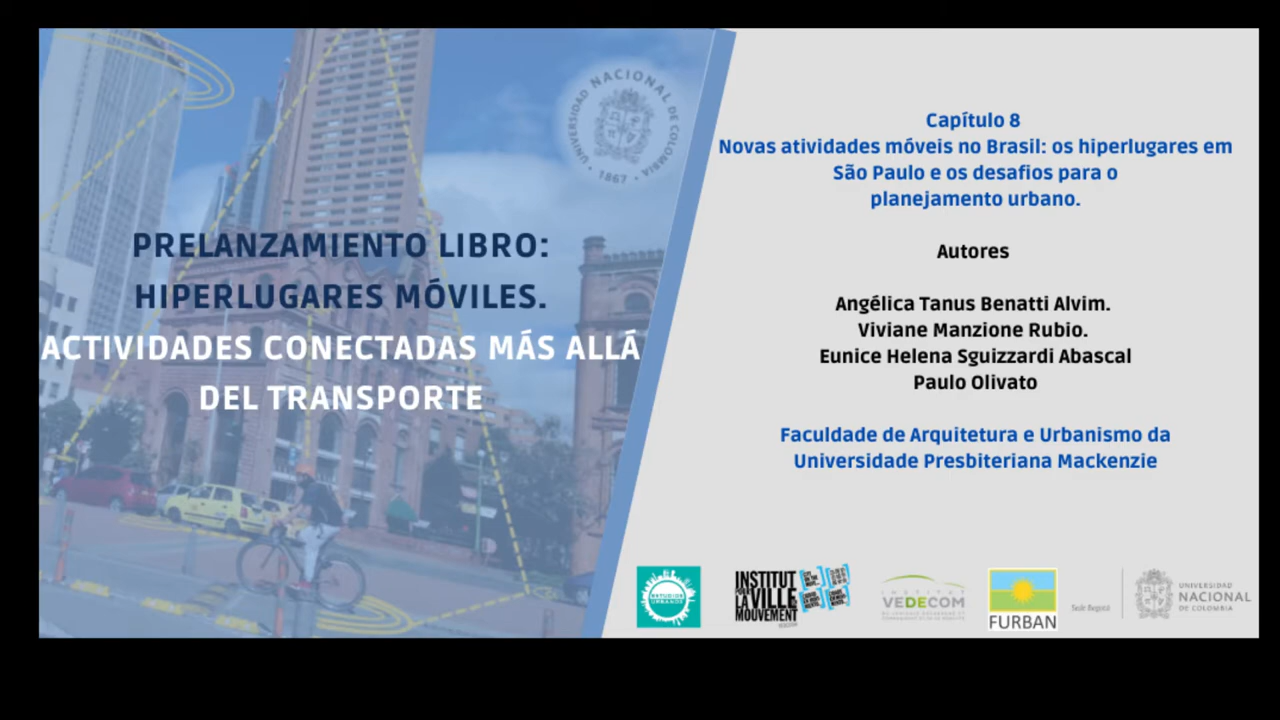 UNIVERSIDAD NACIONAL DE COLOMBIA
1867
PRELANZAMIENTO LIBRO:
HIPERLUGARES MÓVILES.
ACTIVIDADES CONECTADAS MÁS ALLÁ
DEL TRANSPORTE
Capítulo 8
Novas atividades móveis no Brasil: os hiperlugares em
São Paulo e os desafios para o
planejamento urbano.
Autores
Angélica Tanus Benatti Alvim.
Viviane Manzione Rubio.
Eunice Helena Sguizzardi Abascal
Paulo Olivato
Faculdade de Arquitetura e Urbanismo da
Universidade Presbiteriana Mackenzie
ESTUDIOS
URBANOS
INSTITUT
LA VILLE
MOUVEMENT
INSTITUT
VEDECOM
FURBAN
Sede Bogotá
UNIVERSIDAD
NACIONAL
DE COLOMBIA